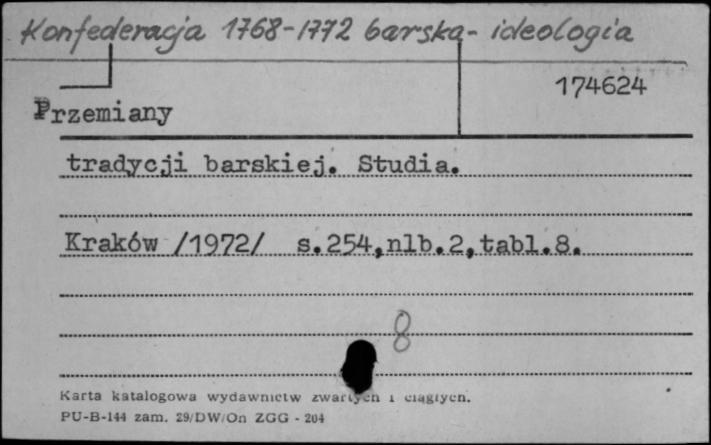 Konfederacja 1768-1772 barska - ideologia
174624
Przemiany
tradycji barskiej. Studia.
Kraków /1972/ s.254,nlb.2,tabl.8.
8
Karta katalogowa wydawnictw zwartych i ciągłych.
PU-B-144 zam. 29/DW/On ZGG - 204